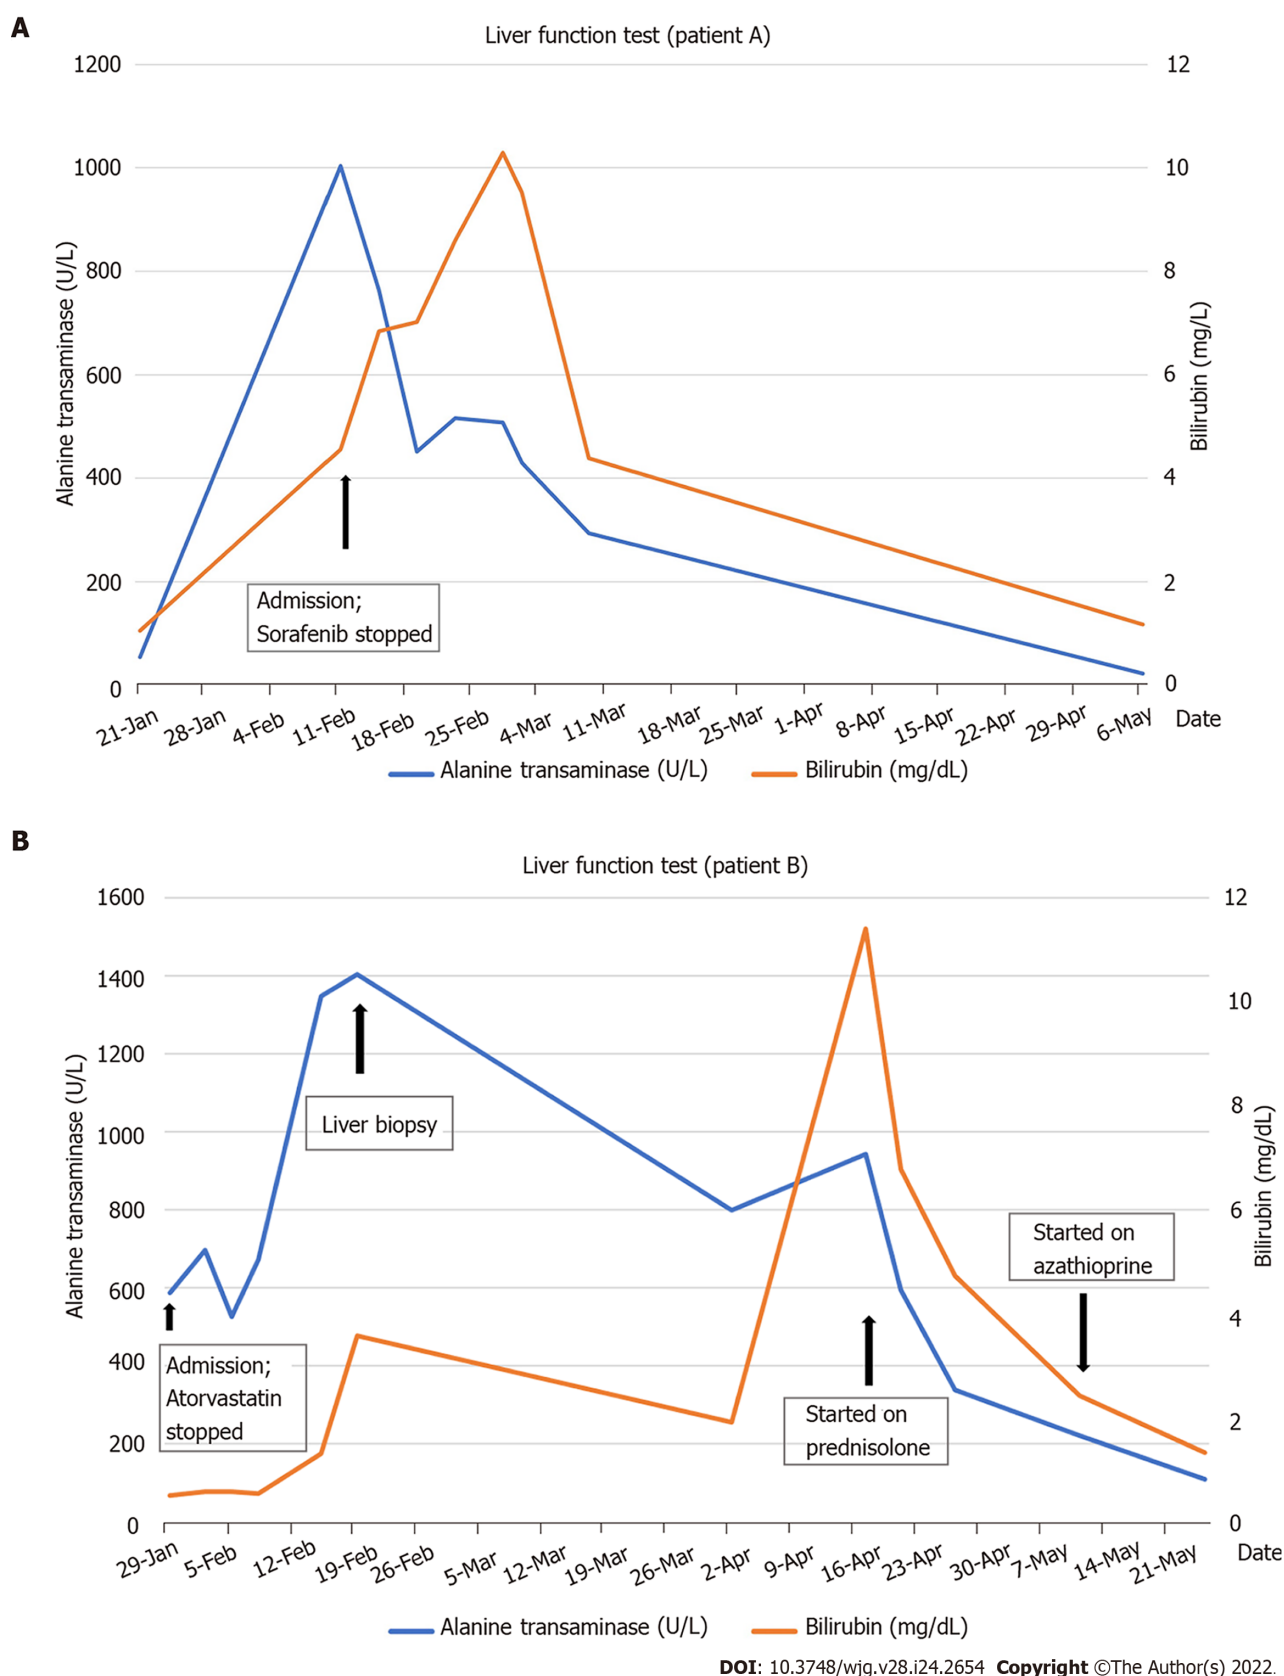 A
Liver function test (patient A)
1200
1000
800
600
400
200
0
Alanine transaminase (U/L)
12
10
8
6
4
2
0
Bilirubin (mg/L)
Admission;
Sorafenib stopped
21-Jan 28-Jan 4-Feb 11-Feb 18-Feb 25-Feb 4-Mar 11-Mar 18-Mar 25-Mar 1-Apr 8-Apr 15-Apr 22-Apr 29-Apr 6-May Date
Alanine transaminase (U/L) Bilirubin (mg/dL)
B
Liver function test (patient B)
1600
1400
1200
1000
800
600
400
200
0
Alanine transaminase (U/L)
12
10
8
6
4
2
0
Bilirubin (mg/dL)
Liver biopsy
Admission;
Atorvastatin
stopped
Started on
prednisolone
Started on
azathioprine
29-Jan 5-Feb 12-Feb 19-Feb 26-Feb 5-Mar 12-Mar 19-Mar 26-Mar 2-Apr 9-Apr 16-Apr 23-Apr 30-Apr 7-May 14-May 21-May Date
Alanine transaminase (U/L) Bilirubin (mg/dL)
DOI: 10.3748/wjg.v28.i24.2654 Copyright ©The Author(s) 2022.